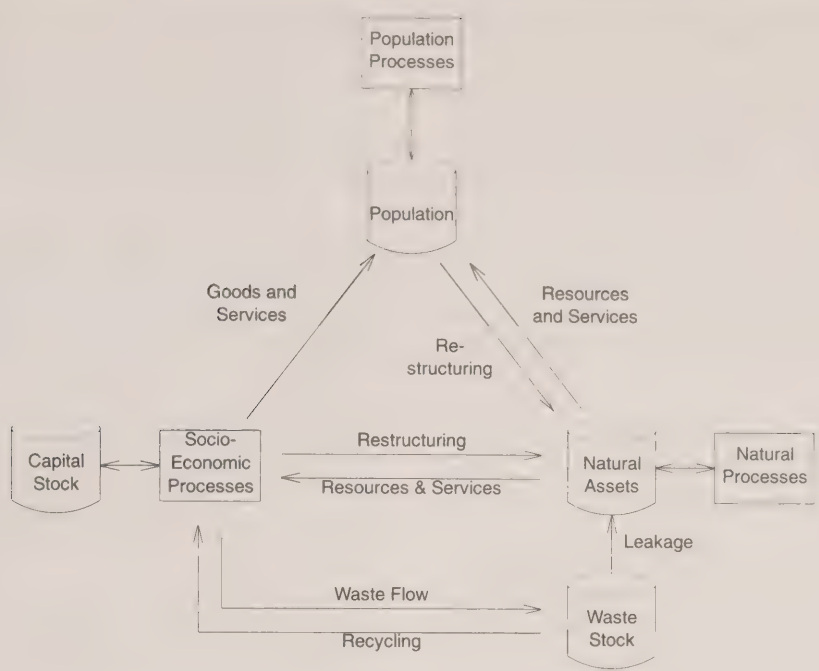 Population
Processes
Population
Goods and
Services
Resources
and Services
Re-
structuring
Capital
Stock
Socio-
Economic
Processes
Restructuring
Resources & Services
Natural
Assets
Natural
Processes
Leakage
Waste Flow
Recycling
Waste
Stock